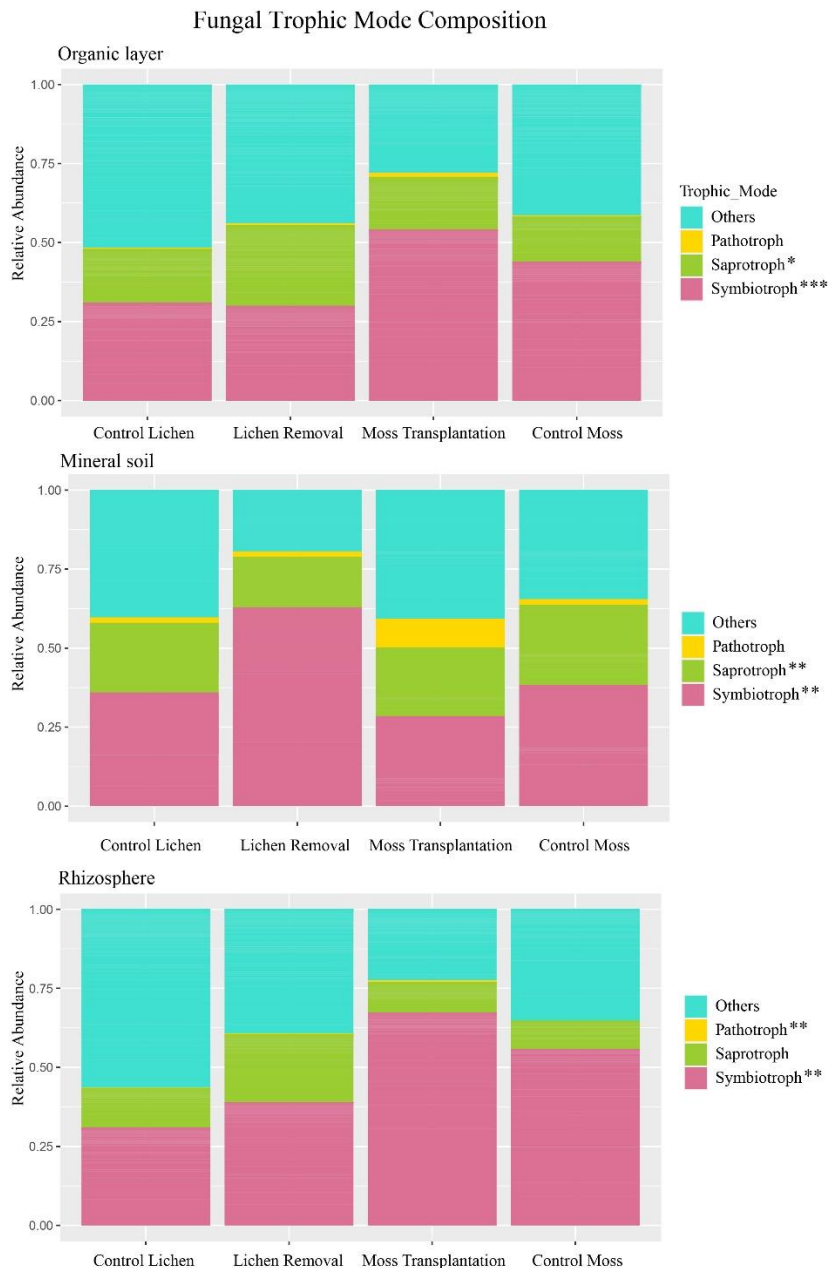 Fungal Trophic Mode Composition
Organic layer
1.00
0.75
0.50
0.25
0.00
Relative Abundance
Control Lichen Lichen Removal Moss Transplantation Control Moss
Trophic_Mode
Others
Pathotroph
Saprotroph*
Symbiotroph***
Mineral soil
1.00
0.75
0.50
0.25
0.00
Relative Abundance
Control Lichen Lichen Removal Moss Transplantation Control Moss
Others
Pathotroph
Saprotroph**
Symbiotroph**
Rhizosphere
1.00
0.75
0.50
0.25
0.00
Relative Abundance
Control Lichen Lichen Removal Moss Transplantation Control Moss
Others
Pathotroph**
Saprotroph
Symbiotroph**